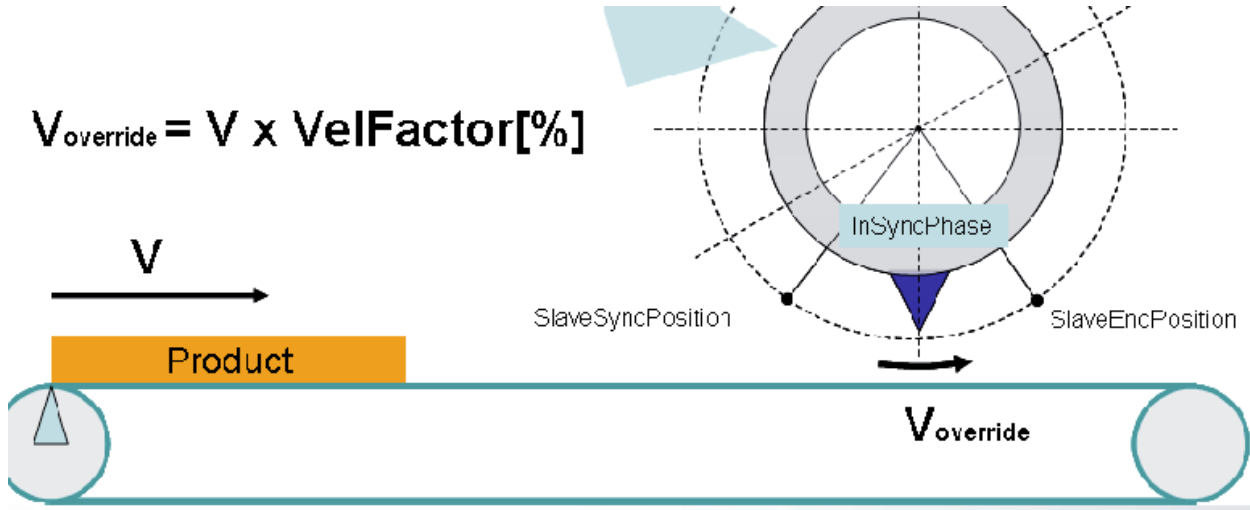 Voverride = V x VelFactor[%]
InSyncPhase
V
SlaveSyncPosition
SlaveEncPosition
Product
Voverride